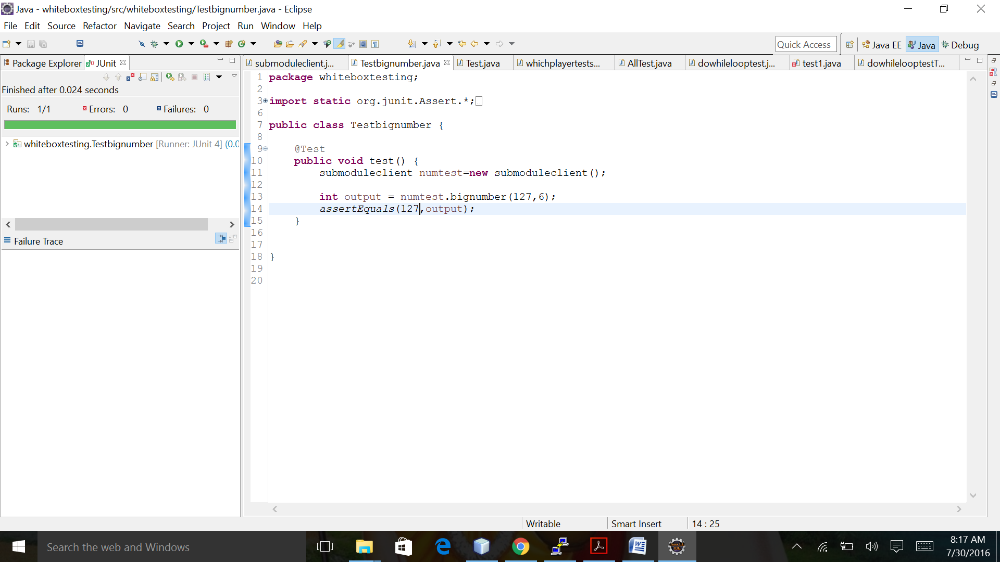 Java - whiteboxtesting/src/whiteboxtesting/Testbignumber.java - Eclipse
File Edit Source Refactor Navigate Search Project Run Window Help
Quick Access Java EE Java Debug
Package Explorer JUnit
submoduleclient.j... Testbignumber.java Test.java whichplayertests... AllTest.java dowhilelooptest.j... test1.java dowhilelooptestT...
Finished after 0.024 seconds
Runs: 1/1 Errors: 0 Failures: 0
whiteboxtesting.Testbignumber [Runner: JUnit 4] (0.0
Failure Trace
1 package whiteboxtesting;
2
3 import static org.junit.Assert.*;
6
7 public class Testbignumber {
8
9 @Test
10 public void test() {
11 submoduleclient numtest=new submoduleclient();
12
13 int output = numtest.bignumber(127,6);
14 assertEquals(127,output);
15 }
16
17
18 }
19
20
Writable Smart Insert 14 : 25
Search the web and Windows
8:17 AM
7/30/2016